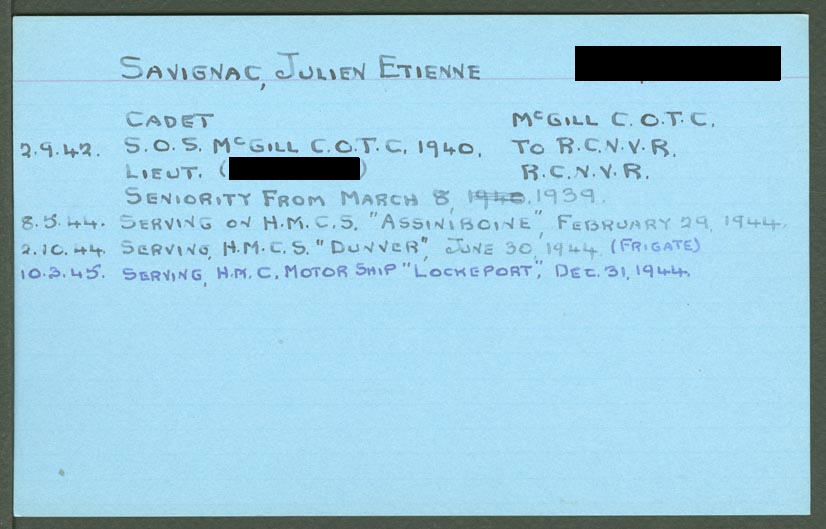 SAVIGNAC, JULIEN ETIENNE
CADET McGILL C.O.T.C.
2.9.42. S.O.S. McGILL C.O.T.C. 1940. TO R.C.N.V.R.
LIEUT. ( ) R.C.N.V.R.
SENIORITY FROM MARCH 8, 1940. 1939.
8.5.44. SERVING ON H.M.C.S. "ASSINIBOINE", FEBRUARY 29, 1944.
2.10.44. SERVING, H.M.C.S. "DUNVER", JUNE 30, 1944. (FRIGATE)
10.3.45. SERVING, H.M.C. MOTOR SHIP "LOCKEPORT", DEC. 31, 1944.